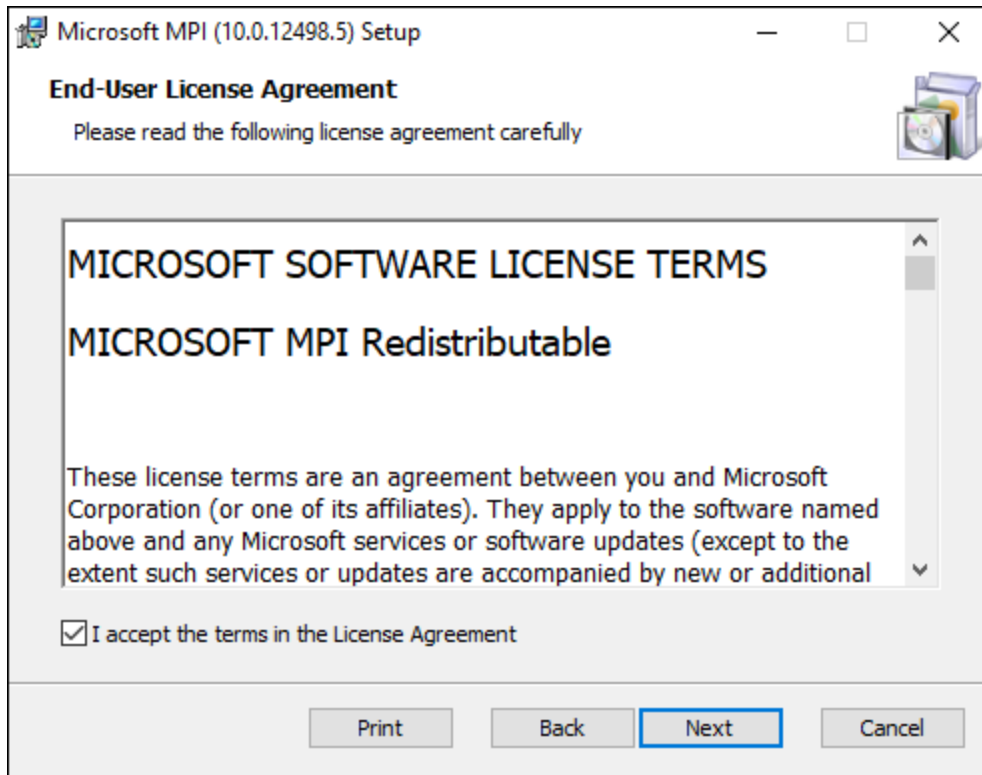 Microsoft MPI (10.0.12498.5) Setup
End-User License Agreement
Please read the following license agreement carefully
MICROSOFT SOFTWARE LICENSE TERMS
MICROSOFT MPI Redistributable
These license terms are an agreement between you and Microsoft
Corporation (or one of its affiliates). They apply to the software named
above and any Microsoft services or software updates (except to the
extent such services or updates are accompanied by new or additional
I accept the terms in the License Agreement
Print Back Next Cancel